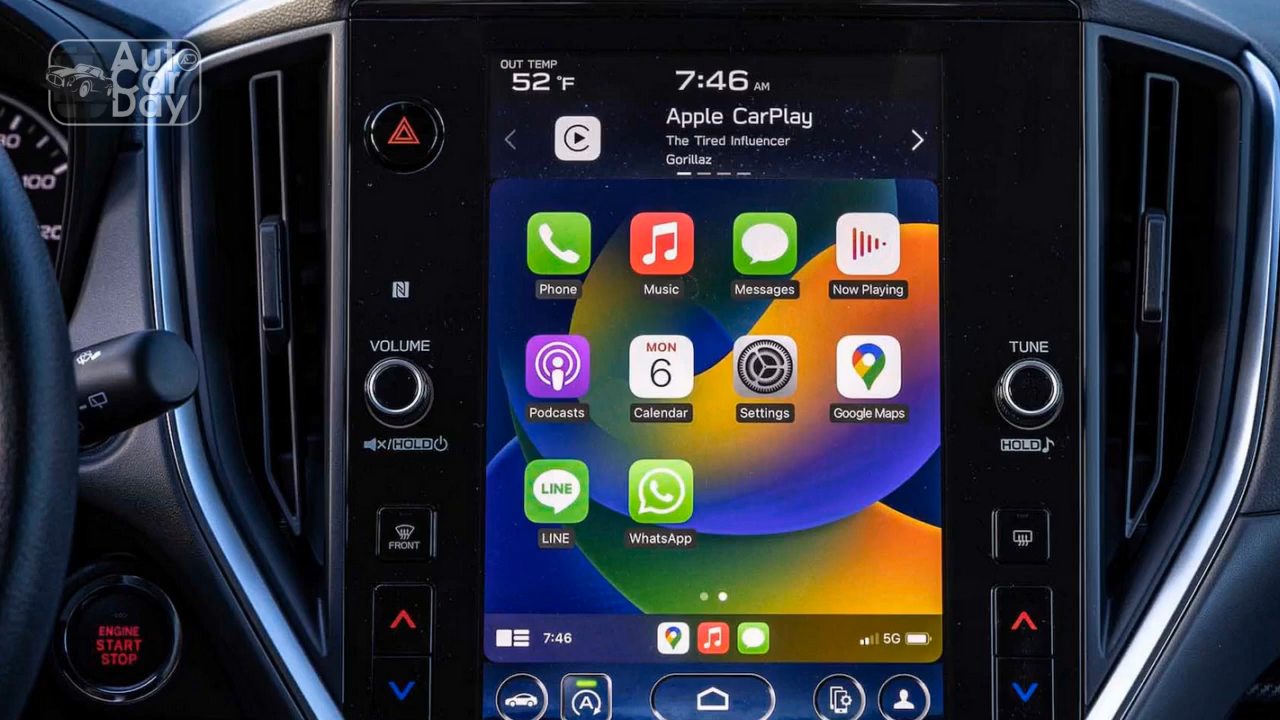 Auto
Car
Day
100
OUT TEMP
52 °F
7:46 AM
Apple CarPlay
The Tired Influencer
Gorillaz
Phone
Music
Messages
Now Playing
Podcasts
MON
6
Calendar
Settings
Google Maps
LINE
LINE
WhatsApp
7:46
5G
VOLUME
HOLD
FRONT
TUNE
HOLD
ENGINE
START
STOP
A